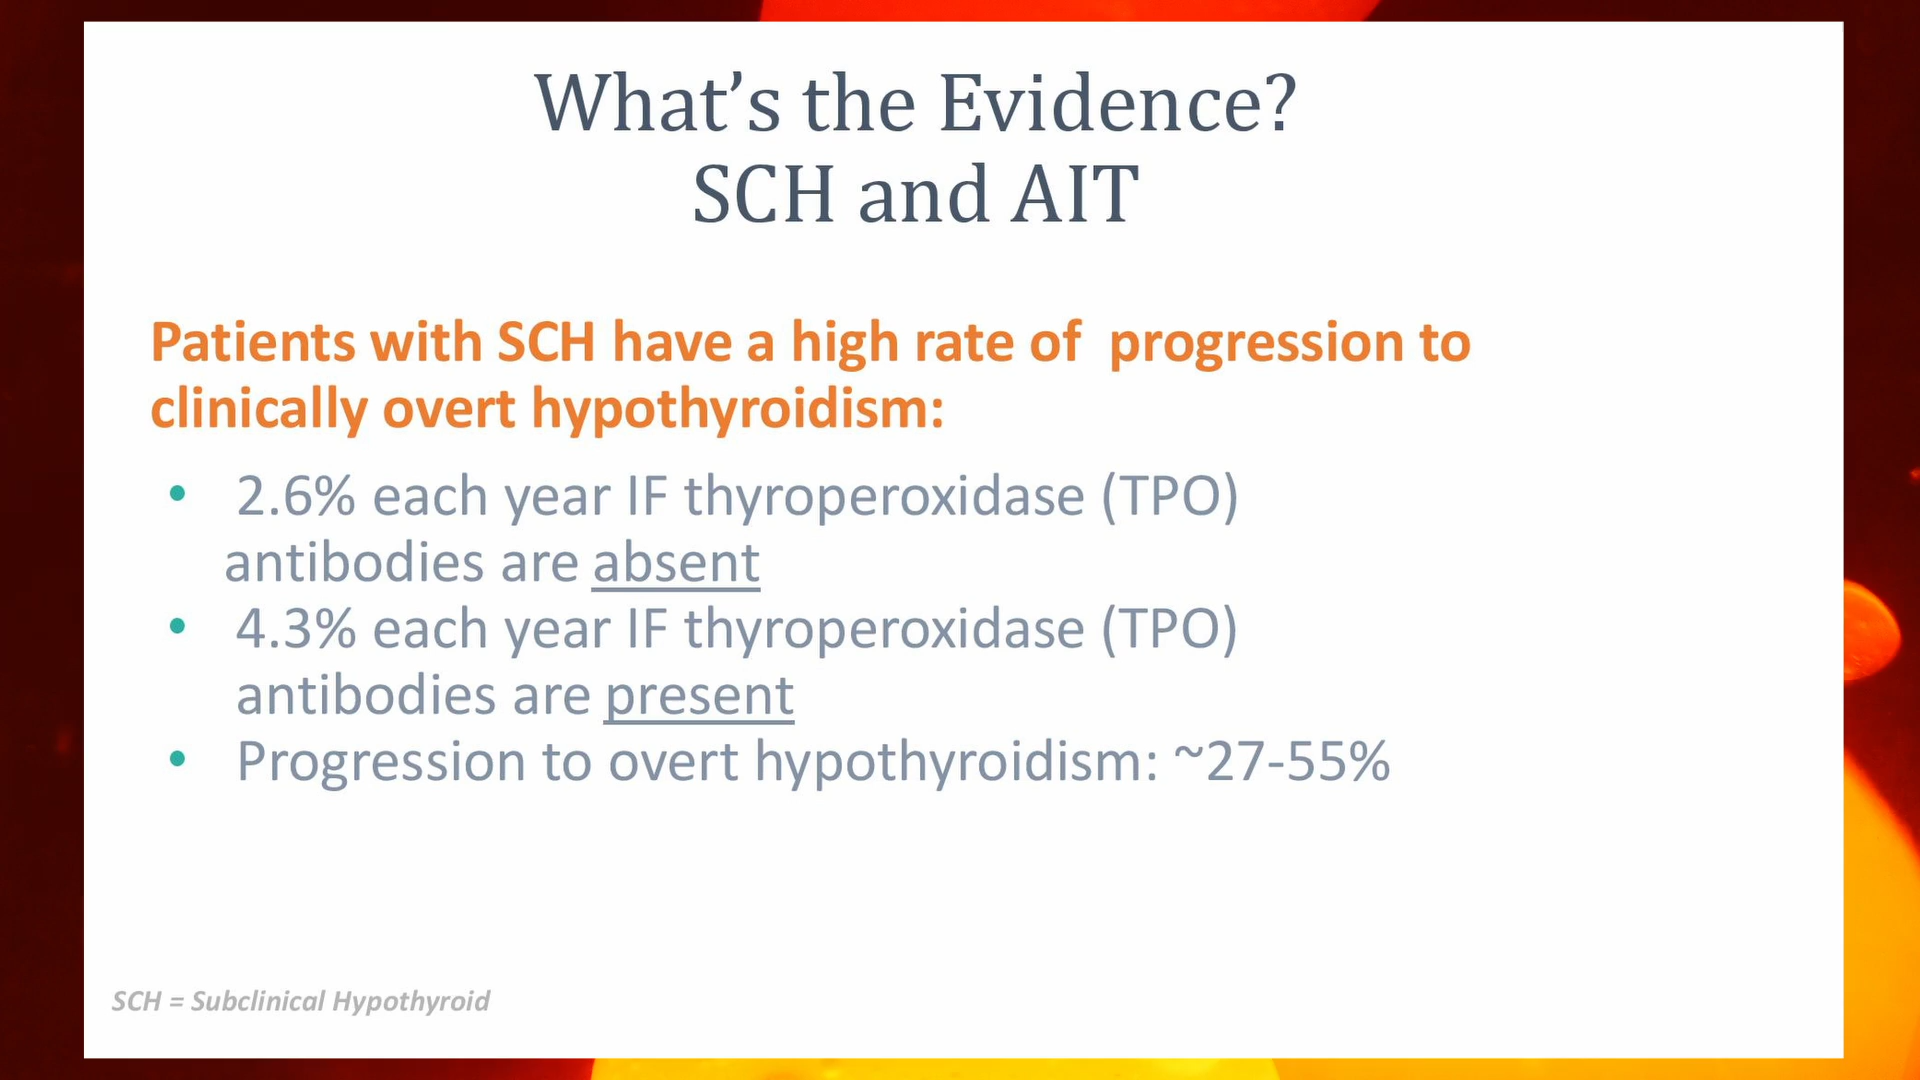 What’s the Evidence?
SCH and AIT
Patients with SCH have a high rate of progression to
clinically overt hypothyroidism:
• 2.6% each year IF thyroperoxidase (TPO)
antibodies are absent
• 4.3% each year IF thyroperoxidase (TPO)
antibodies are present
• Progression to overt hypothyroidism: ~27-55%
SCH = Subclinical Hypothyroid